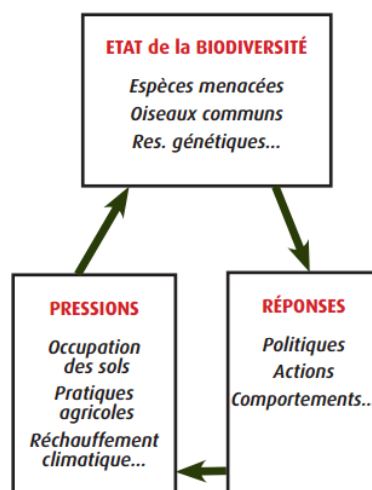 ETAT de la BIODIVERSITÉ
Espèces menacées
Oiseaux communs
Res. génétiques...
PRESSIONS
Occupation
des sols
Pratiques
agricoles
Réchauffement
climatique...
RÉPONSES
Politiques
Actions
Comportements...